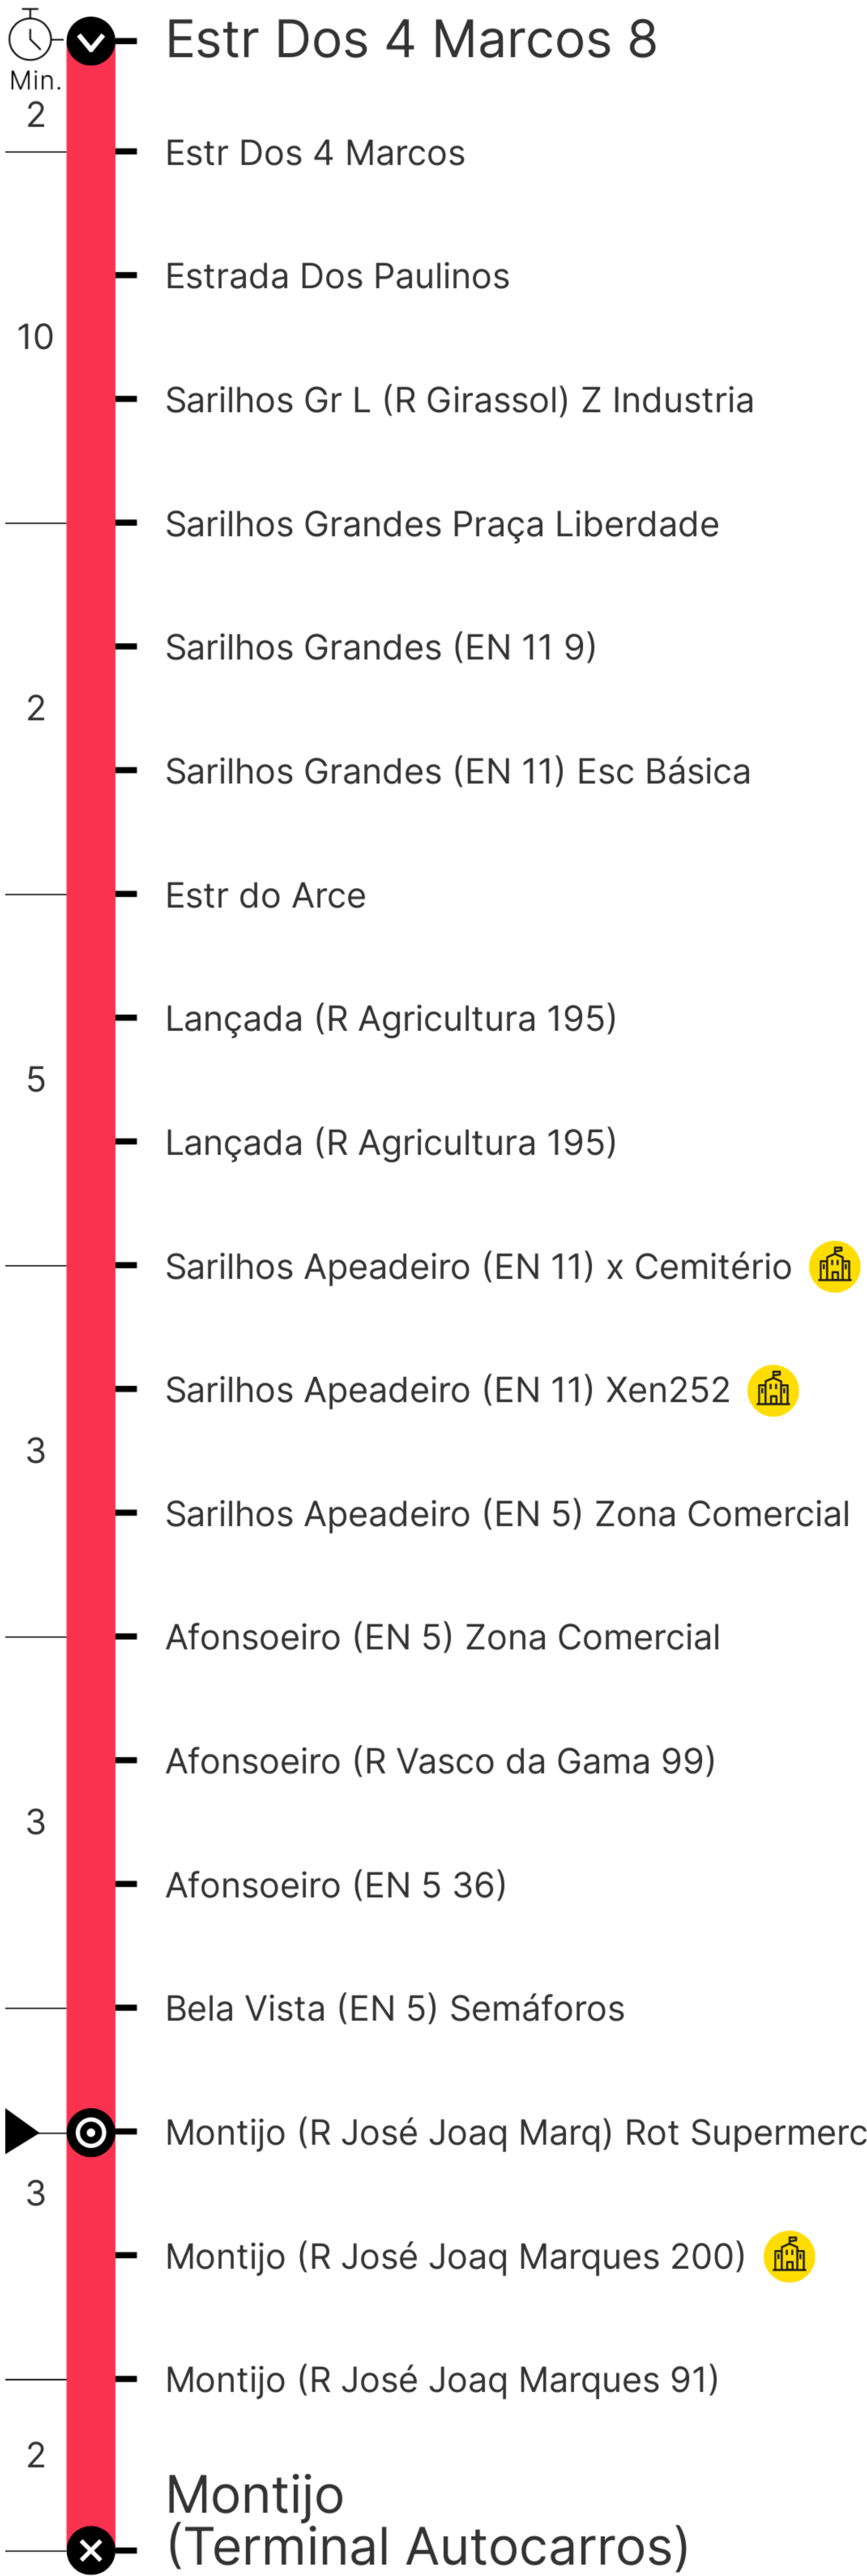 Estr Dos 4 Marcos 8
Min.
2
Estr Dos 4 Marcos
Estrada Dos Paulinos
10
Sarilhos Gr L (R Girassol) Z Industria
Sarilhos Grandes Praça Liberdade
Sarilhos Grandes (EN 11 9)
2
Sarilhos Grandes (EN 11) Esc Básica
Estr do Arce
Lançada (R Agricultura 195)
5
Lançada (R Agricultura 195)
Sarilhos Apeadeiro (EN 11) x Cemitério
Sarilhos Apeadeiro (EN 11) Xen252
3
Sarilhos Apeadeiro (EN 5) Zona Comercial
Afonsoeiro (EN 5) Zona Comercial
Afonsoeiro (R Vasco da Gama 99)
3
Afonsoeiro (EN 5 36)
Bela Vista (EN 5) Semáforos
Montijo (R José Joaq Marq) Rot Supermerc
3
Montijo (R José Joaq Marques 200)
Montijo (R José Joaq Marques 91)
2
Montijo
(Terminal Autocarros)